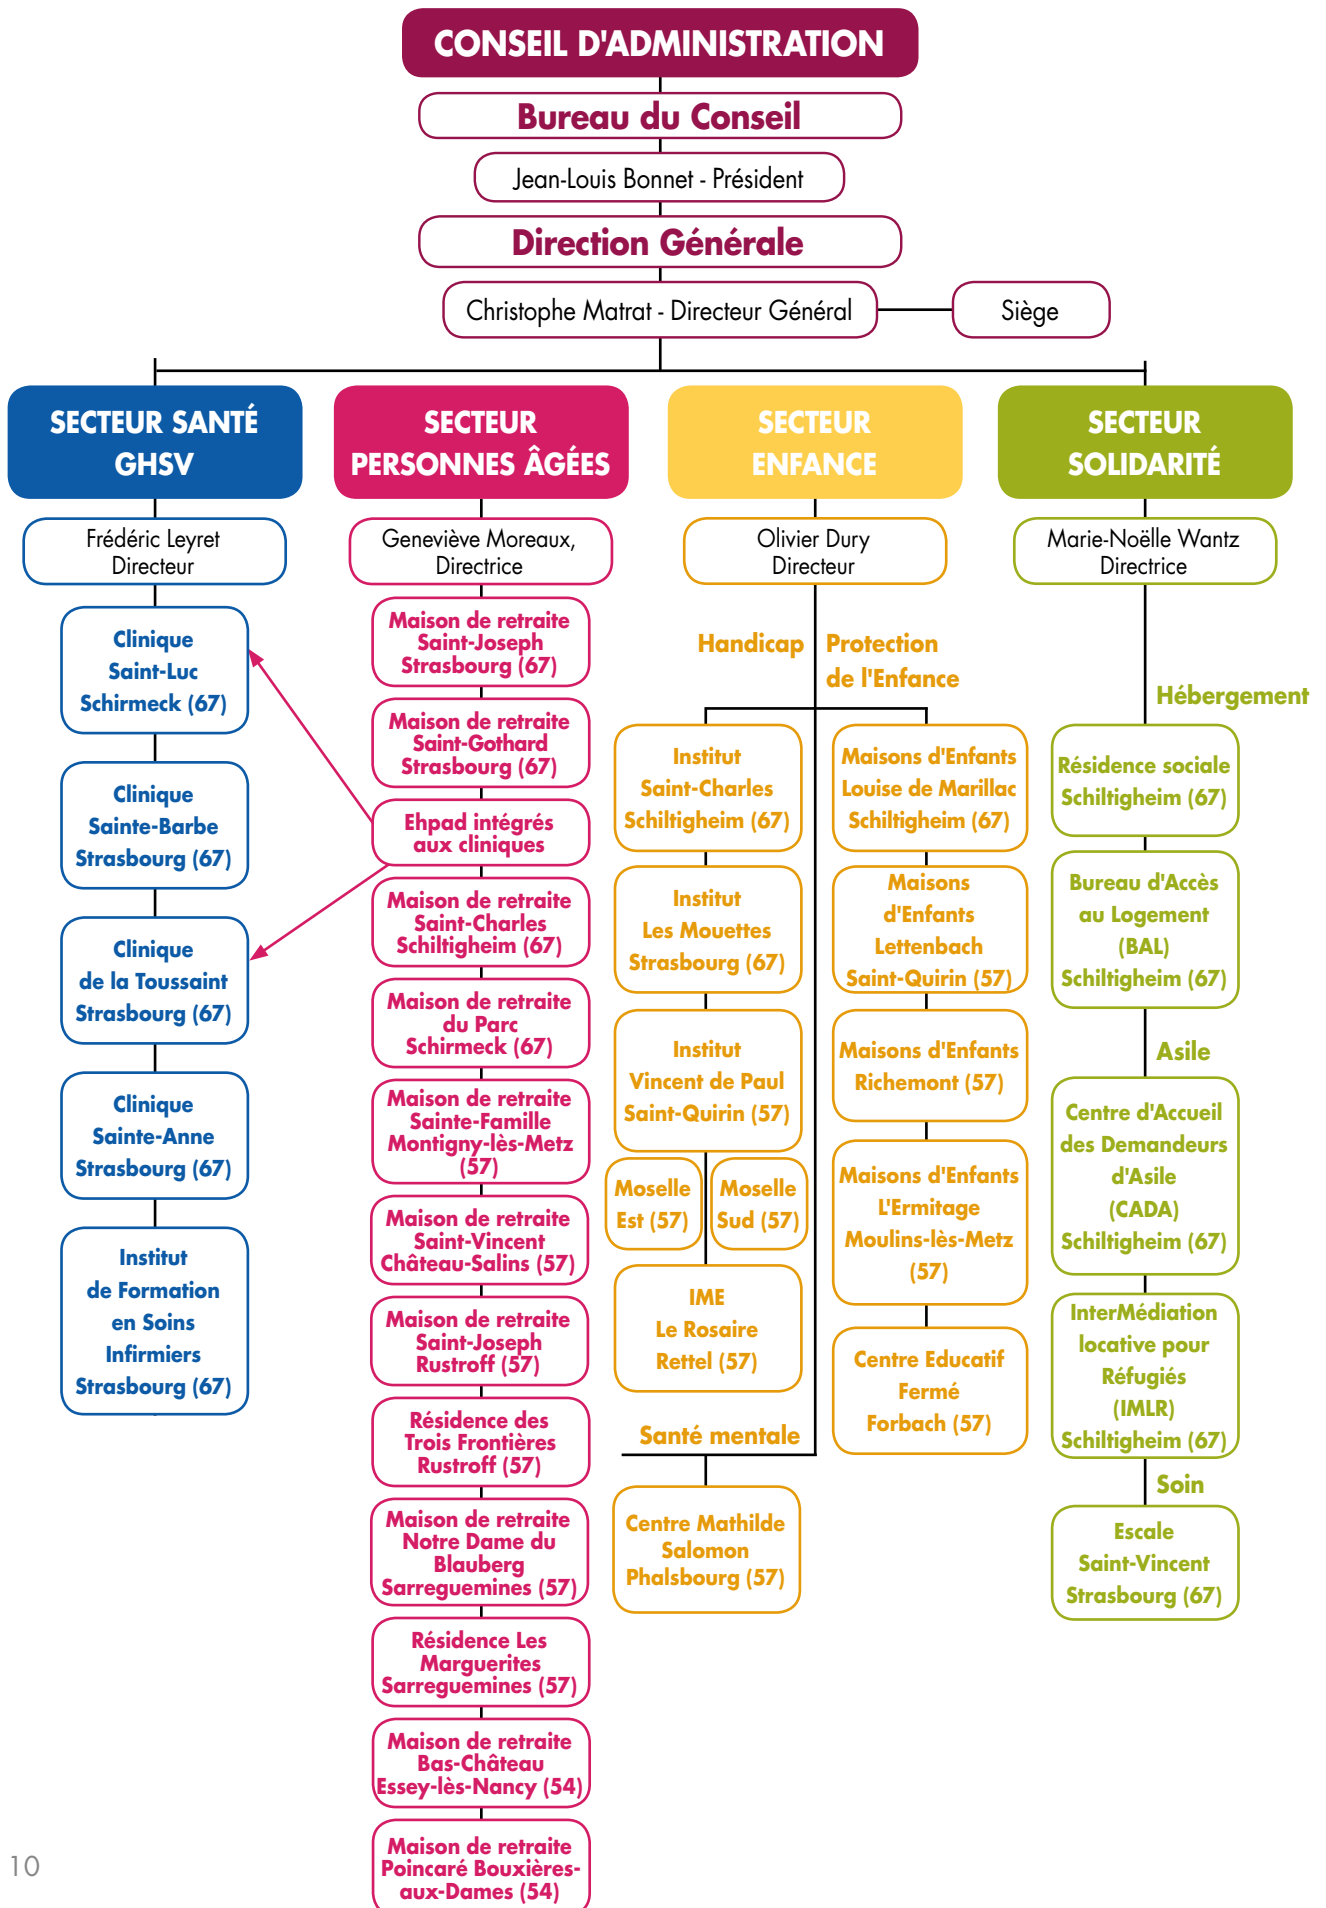 CONSEIL D'ADMINISTRATION
Bureau du Conseil
Jean-Louis Bonnet - Président
Direction Générale
Christophe Matrat - Directeur Général
Siège
SECTEUR SANTÉ
GHSV
Frédéric Leyret
Directeur
Clinique
Saint-Luc
Schirmeck (67)
Clinique
Sainte-Barbe
Strasbourg (67)
Clinique
de la Toussaint
Strasbourg (67)
Clinique
Sainte-Anne
Strasbourg (67)
Institut
de Formation
en Soins
Infirmiers
Strasbourg (67)
SECTEUR
PERSONNES ÂGÉES
Geneviève Moreaux,
Directrice
Maison de retraite
Saint-Joseph
Strasbourg (67)
Maison de retraite
Saint-Gothard
Strasbourg (67)
Ehpad intégrés
aux cliniques
Maison de retraite
Saint-Charles
Schiltigheim (67)
Maison de retraite
du Parc
Schirmeck (67)
Maison de retraite
Sainte-Famille
Montigny-lès-Metz
(57)
Maison de retraite
Saint-Vincent
Château-Salins (57)
Maison de retraite
Saint-Joseph
Rustroff (57)
Résidence des
Trois Frontières
Rustroff (57)
Maison de retraite
Notre Dame du
Blauberg
Sarreguemines (57)
Résidence Les
Marguerites
Sarreguemines (57)
Maison de retraite
Bas-Château
Essey-lès-Nancy (54)
Maison de retraite
Poincaré Bouxières-
aux-Dames (54)
SECTEUR
ENFANCE
Olivier Dury
Directeur
Handicap
Institut
Saint-Charles
Schiltigheim (67)
Institut
Les Mouettes
Strasbourg (67)
Institut
Vincent de Paul
Saint-Quirin (57)
Moselle
Est (57)
Moselle
Sud (57)
IME
Le Rosaire
Rettel (57)
Santé mentale
Centre Mathilde
Salomon
Phalsbourg (57)
Protection
de l'Enfance
Maisons d'Enfants
Louise de Marillac
Schiltigheim (67)
Maisons
d'Enfants
Lettenbach
Saint-Quirin (57)
Maisons d'Enfants
Richemont (57)
Maisons d'Enfants
L'Ermitage
Moulins-lès-Metz
(57)
Centre Educatif
Fermé
Forbach (57)
SECTEUR
SOLIDARITÉ
Marie-Noëlle Wantz
Directrice
Hébergement
Résidence sociale
Schiltigheim (67)
Bureau d'Accès
au Logement
(BAL)
Schiltigheim (67)
Asile
Centre d'Accueil
des Demandeurs
d'Asile
(CADA)
Schiltigheim (67)
InterMédiation
locative pour
Réfugiés
(IMLR)
Schiltigheim (67)
Soin
Escale
Saint-Vincent
Strasbourg (67)
10